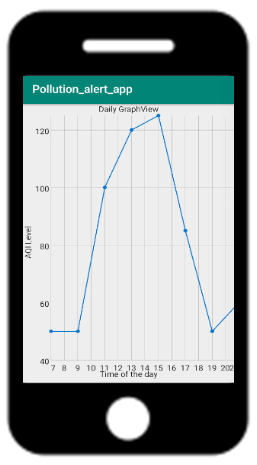 Pollution_alert_app
Daily GraphView
120
100
80
60
40
AQI Level
7 8 9 10 11 12 13 14 15 16 17 18 19 202
Time of the day